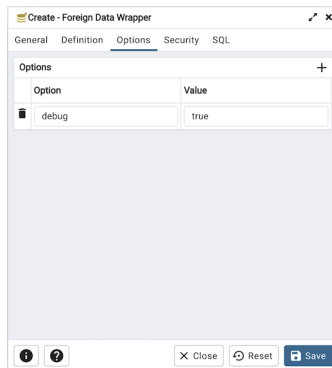 Create - Foreign Data Wrapper
General Definition Options Security SQL
Options
Option Value
debug true
Close Reset Save